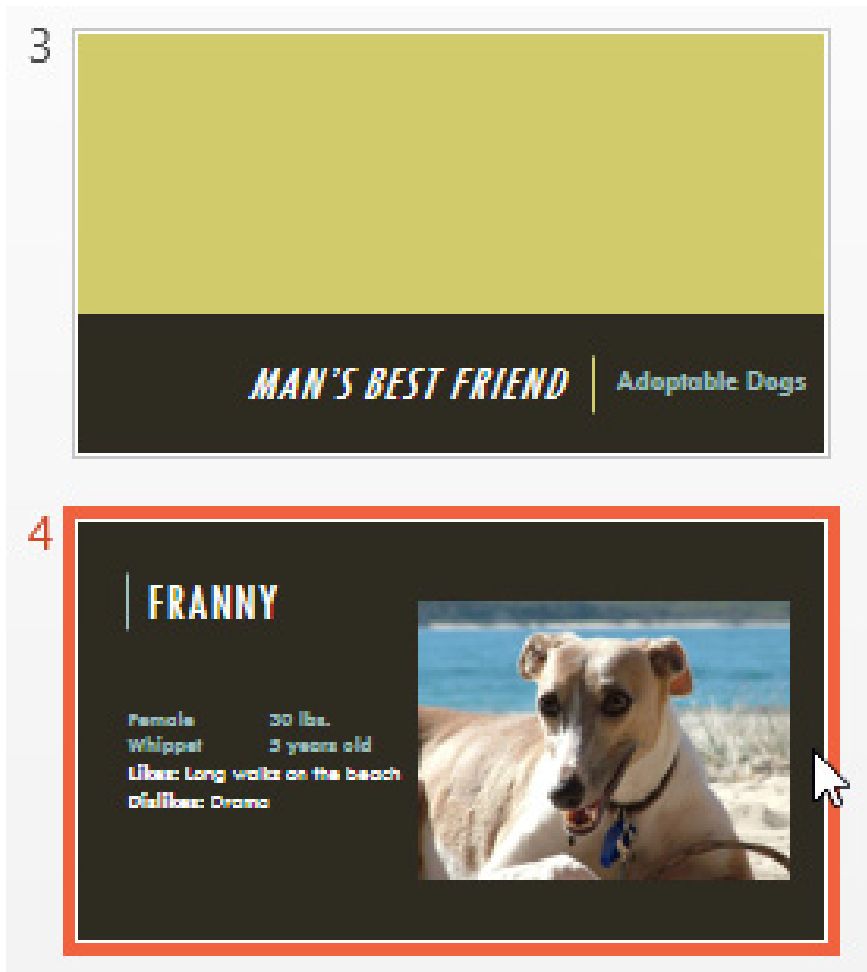 3
MAN'S BEST FRIEND
Adoptable Dogs
4
FRANNY
Female 30 lbs.
Whippet 3 years old
Likes: Long walks on the beach
Dislikes: Drama